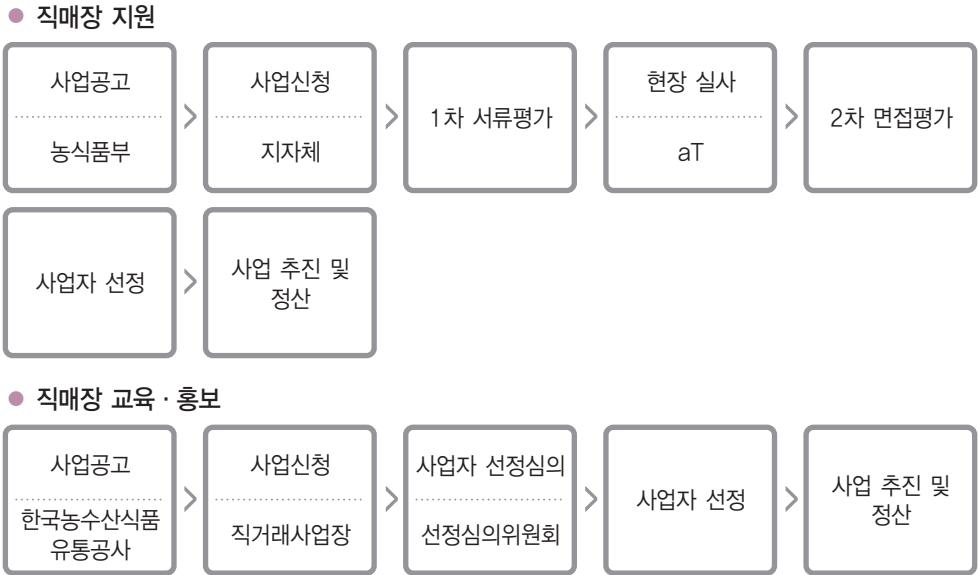 직매장 지원
사업공고
농식품부
사업신청
지자체
1차 서류평가
현장 실사
aT
2차 면접평가
사업자 선정
사업 추진 및
정산
직매장 교육·홍보
사업공고
한국농수산식품
유통공사
사업신청
직거래사업장
사업자 선정심의
선정심의위원회
사업자 선정
사업 추진 및
정산